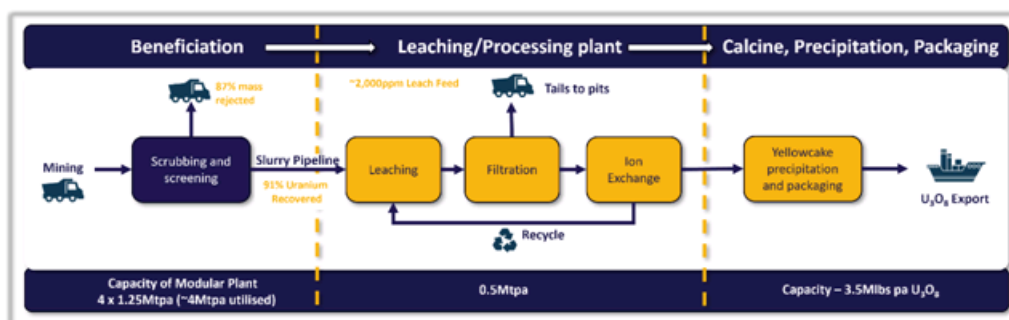 Beneficiation
Leaching/Processing plant
Calcine, Precipitation, Packaging
87% mass
rejected
~2,000ppm Leach Feed
Tails to pits
Mining
Scrubbing and
screening
Slurry Pipeline
91% Uranium
Recovered
Leaching
Filtration
Ion
Exchange
Yellowcake
precipitation
and packaging
U₃O₈ Export
Recycle
Capacity of Modular Plant
4 x 1.25Mtpa (~4Mtpa utilised)
0.5Mtpa
Capacity – 3.5Mlbs pa U₃O₈